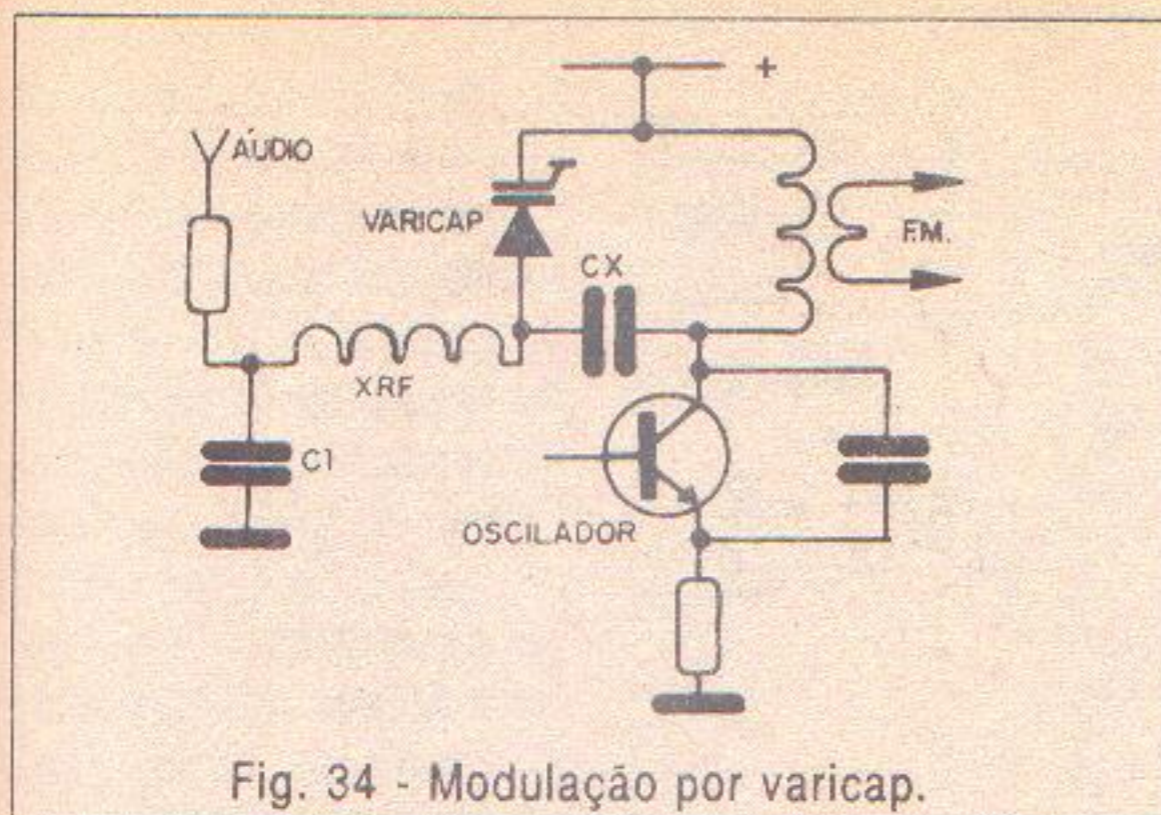 +
ÁUDIO
VARICAP
CX
F.M.
XRF
C1
OSCILADOR
Fig. 34 - Modulação por varicap.